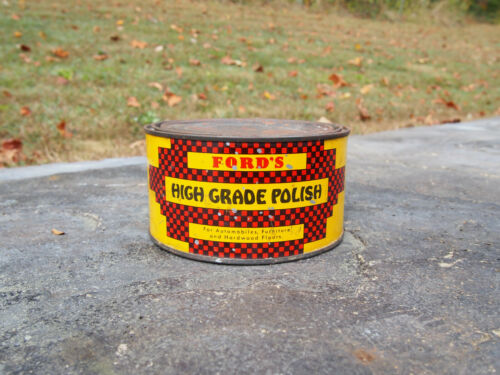 FORD'S
HIGH GRADE POLISH
For Automobiles, Furniture
and Hardwood Floors